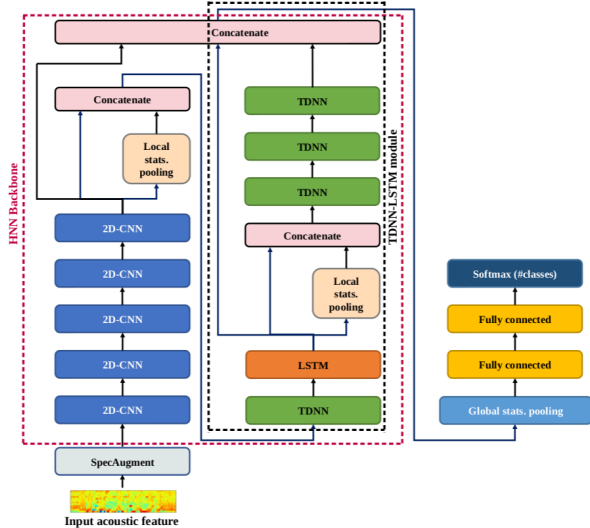 Concatenate
Concatenate
Local
stats.
pooling
2D-CNN
2D-CNN
2D-CNN
2D-CNN
2D-CNN
SpecAugment
Input acoustic feature
HNN Backbone
TDNN
TDNN
TDNN
Concatenate
Local
stats.
pooling
LSTM
TDNN
TDNN-LSTM module
Softmax (#classes)
Fully connected
Fully connected
Global stats. pooling